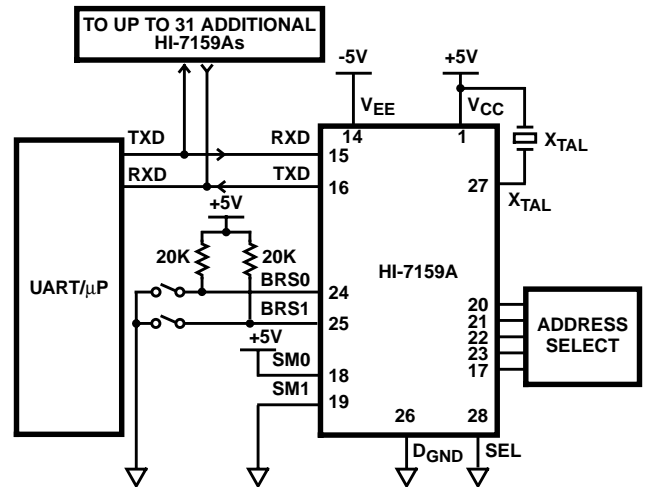 TO UP TO 31 ADDITIONAL
HI-7159As
-5V
+5V
VEE
VCC
14
1
XTAL
TXD
RXD
15
RXD
TXD
16
27
XTAL
+5V
20K
20K
UART/μP
HI-7159A
BRS0
24
BRS1
25
20
21
22
23
17
ADDRESS
SELECT
+5V
SM0
18
SM1
19
26
28
DGND
SEL